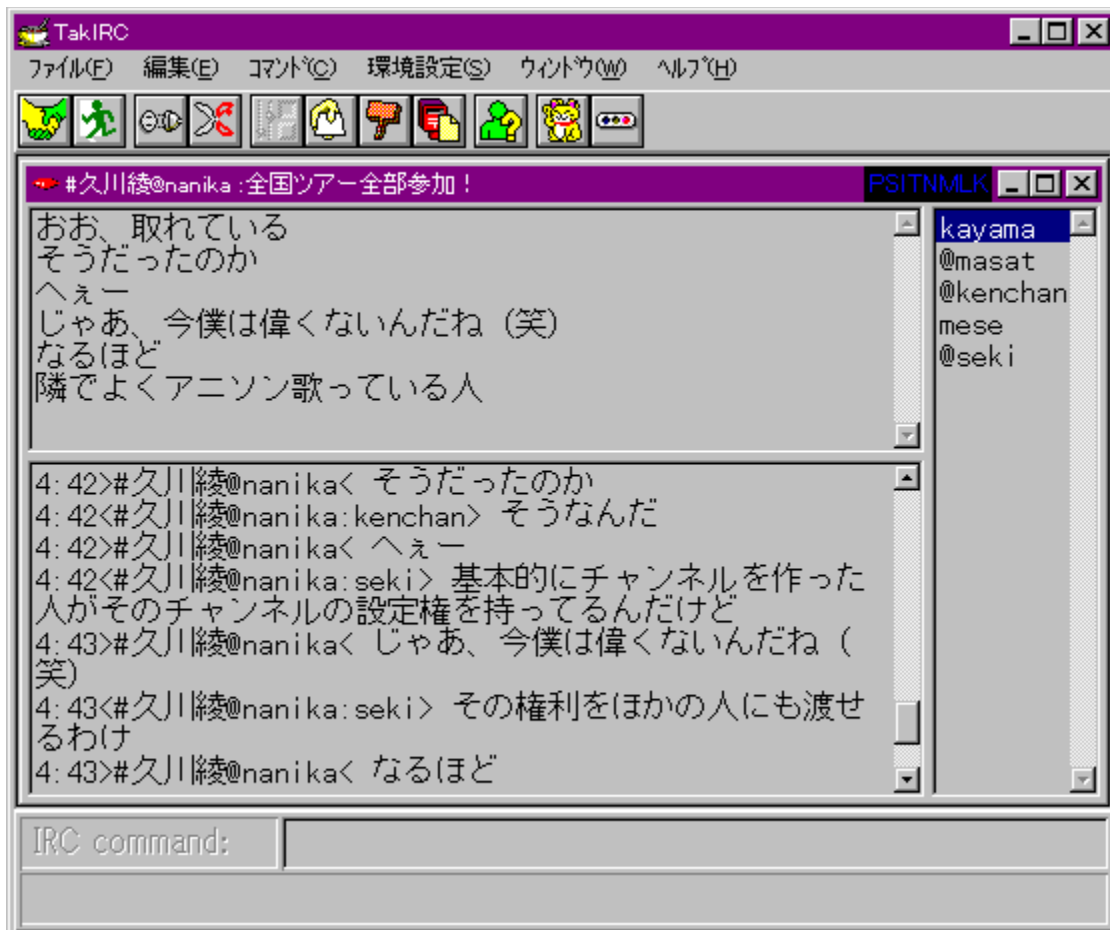 TakIRC
ファイル(F) 編集(E) コマンド(C) 環境設定(S) ウィンドウ(W) ヘルプ(H)
#久川綾@nanika :全国ツアー全部参加！
PSITNMLK
おお、取れている
そうだったのか
へぇー
じゃあ、今僕は偉くないんだね（笑）
なるほど
隣でよくアニソン歌っている人
kayama
@masat
@kenchan
mese
@seki
4:42>#久川綾@nanika< そうだったのか
4:42<#久川綾@nanika:kenchan> そうなんだ
4:42>#久川綾@nanika< へぇー
4:42<#久川綾@nanika:seki> 基本的にチャンネルを作った
人がそのチャンネルの設定権を持ってるんだけど
4:43>#久川綾@nanika< じゃあ、今僕は偉くないんだね（
笑）
4:43<#久川綾@nanika:seki> その権利をほかの人にも渡せ
るわけ
4:43>#久川綾@nanika< なるほど
IRC command: